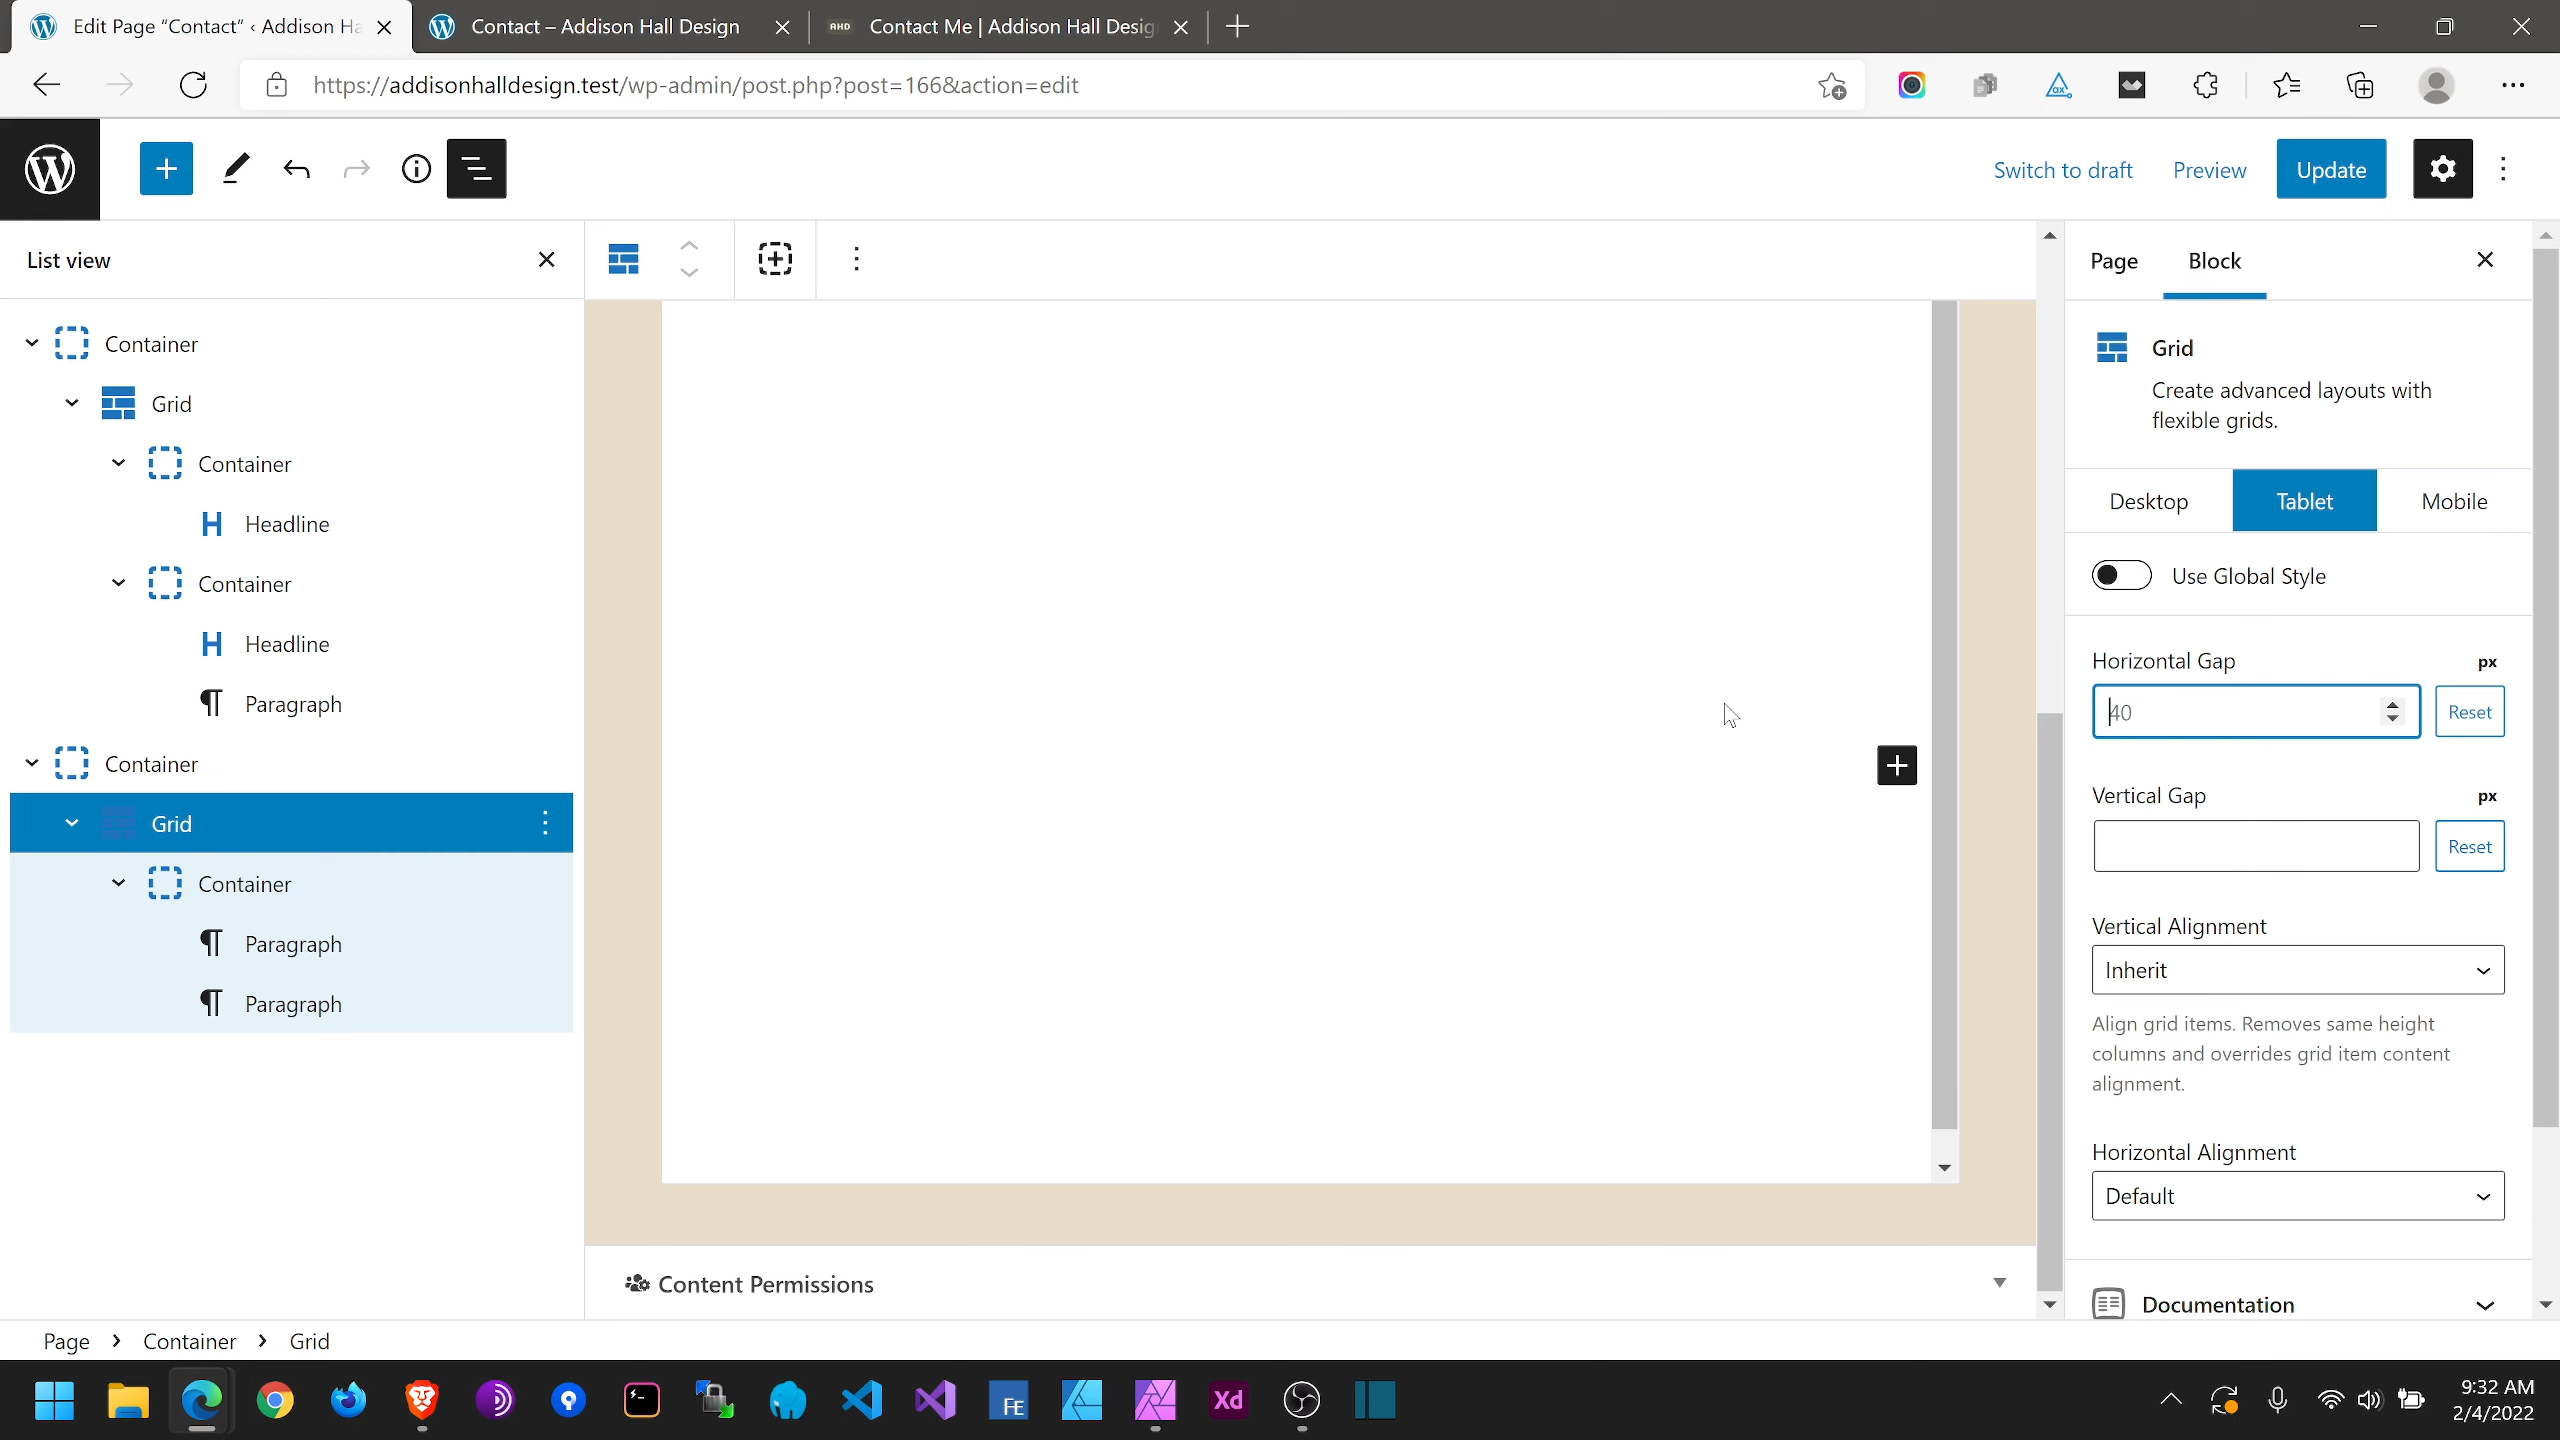 Edit Page “Contact” ‹ Addison Ha
Contact – Addison Hall Design
AHD
Contact Me | Addison Hall Desig
https://addisonhalldesign.test/wp-admin/post.php?post=166&action=edit
Switch to draft
Preview
Update
List view
Container
Grid
Container
Headline
Container
Headline
Paragraph
Container
Grid
Container
Paragraph
Paragraph
Content Permissions
Page
Block
Grid
Create advanced layouts with
flexible grids.
Desktop
Tablet
Mobile
Use Global Style
Horizontal Gap
px
40
Reset
Vertical Gap
px
Reset
Vertical Alignment
Inherit
Align grid items. Removes same height
columns and overrides grid item content
alignment.
Horizontal Alignment
Default
Documentation
Page › Container › Grid
FE
Xd
9:32 AM
2/4/2022